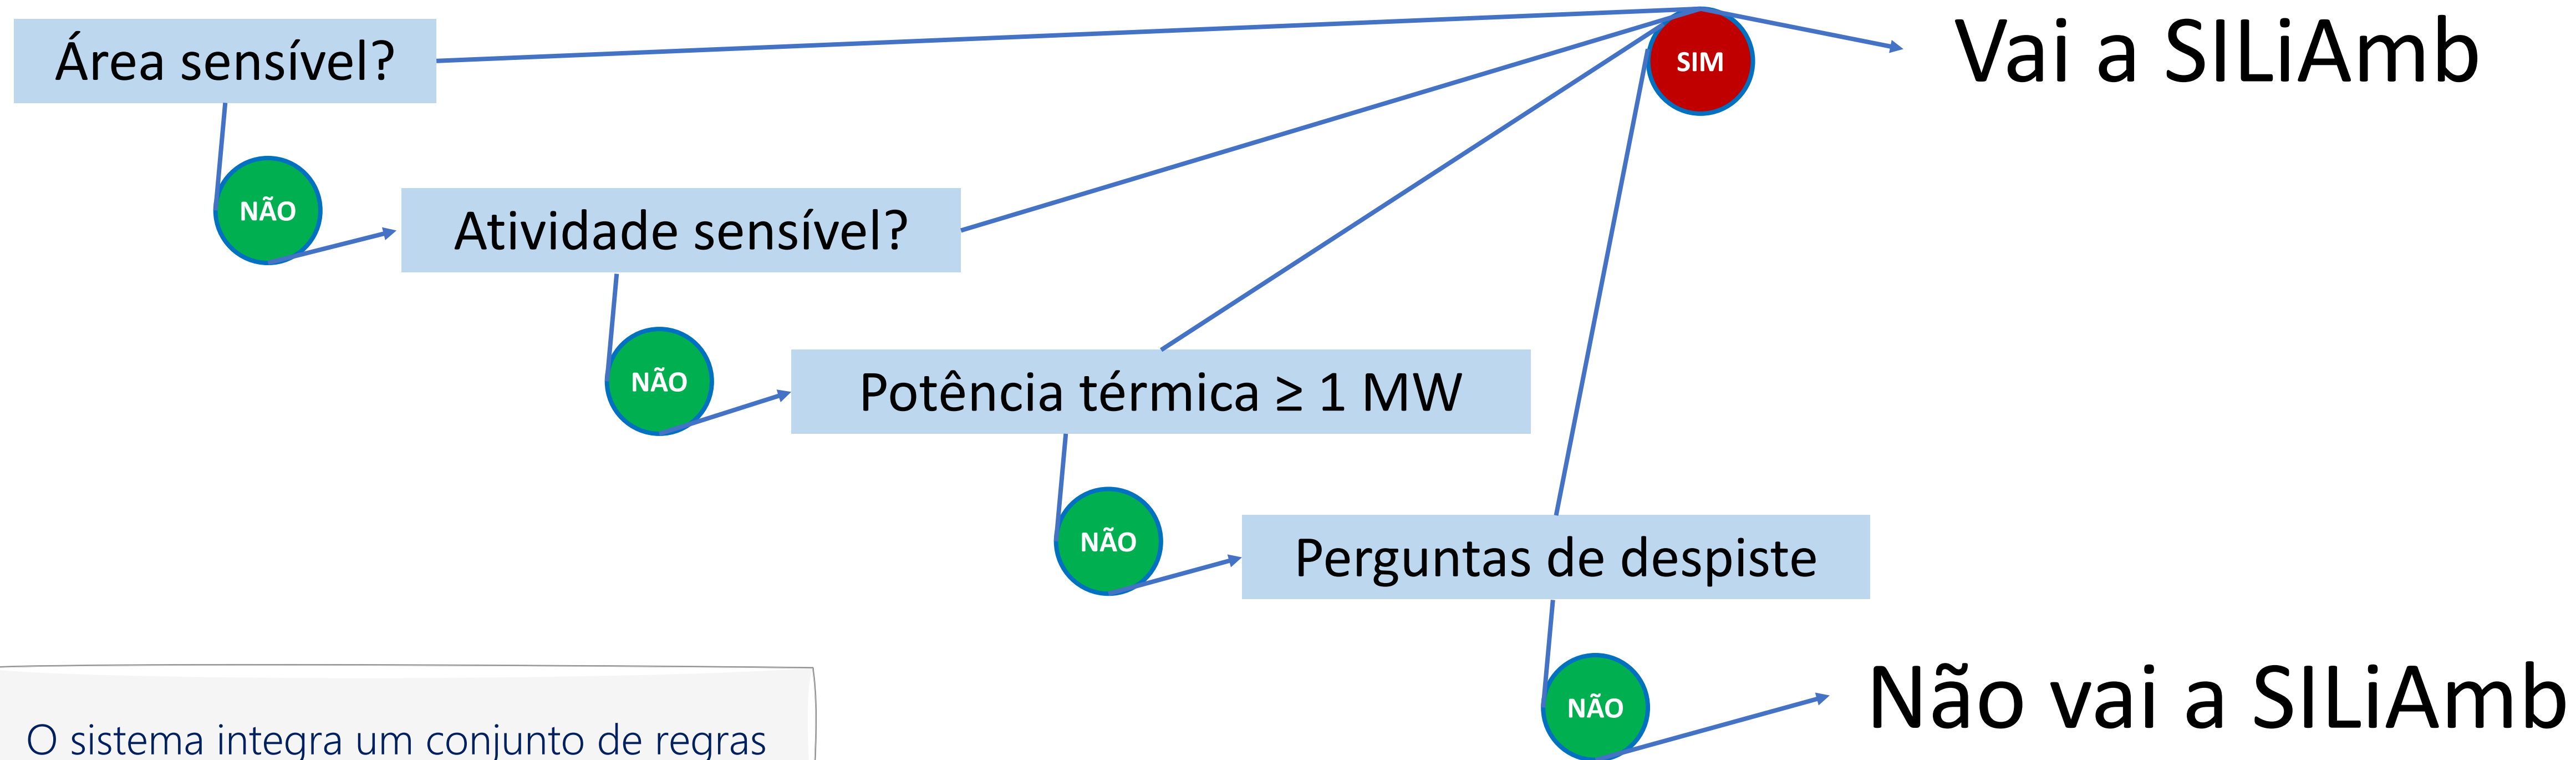 Área sensível?
SIM
Vai a SILiAmb
NÃO
Atividade sensível?
NÃO
Potência térmica ≥ 1 MW
NÃO
Perguntas de despiste
NÃO
Não vai a SILiAmb
O sistema integra um conjunto de regras